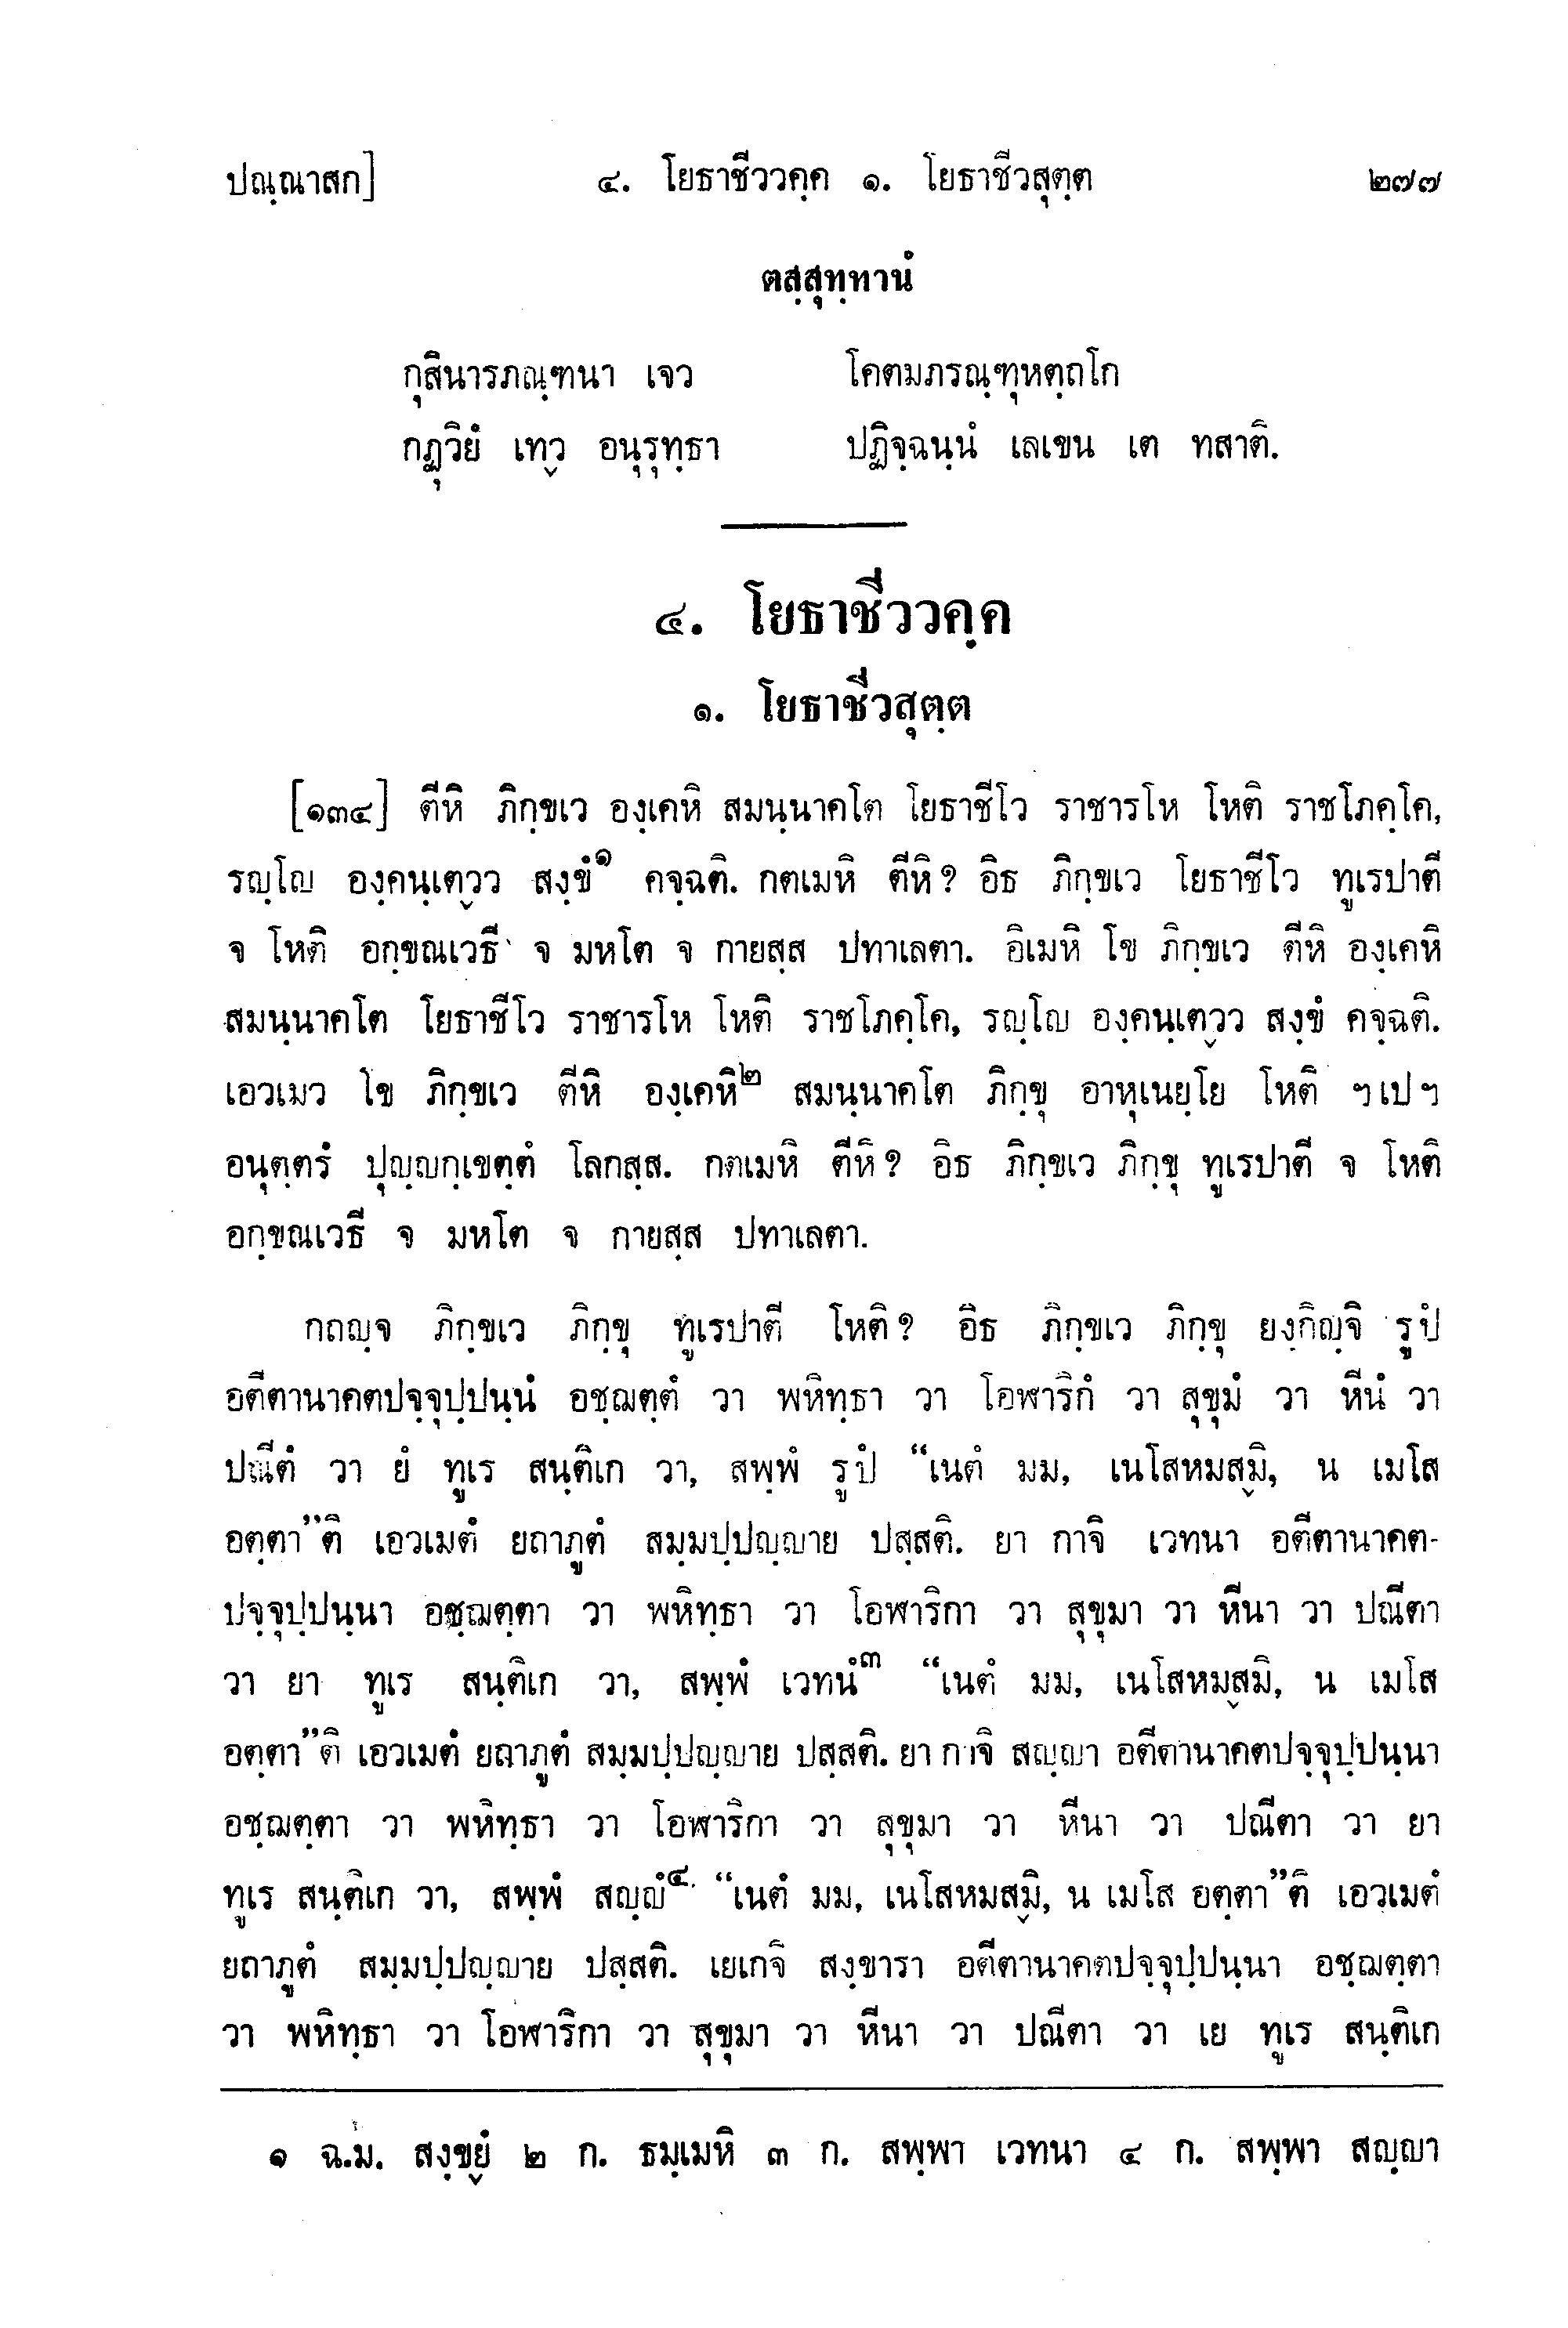 ปณฺณาสก]	๔. โยธาชีววคฺค ๑. โยธาชีวสุตฺต	๒๗๗
ตสฺสุทฺทานํ
กุสินารภณฺฑนา เจว	โคตมภรณฺฑุหตฺถโก
กฏุวิยํ เทฺว อนุรุทฺธา	ปฏิจฺฉนฺนํ เลเขน เต ทสาติ.
๔. โยธาชีววคฺค
๑. โยธาชีวสุตฺต
[๑๓๔] ตีหิ ภิกฺขเว องฺเคหิ สมนฺนาคโต โยธาชีโว ราชารโห โหติ ราชโภคฺโค,
รญฺโญ องฺคนฺเตฺวว สงฺขํ๑ คจฺฉติ. กตเมหิ ตีหิ? อิธ ภิกฺขเว โยธาชีโว ทูเรปาตี
จ โหติ อกฺขณเวธี จ มหโต จ กายสฺส ปทาเลตา. อิเมหิ โข ภิกฺขเว ตีหิ องฺเคหิ
สมนฺนาคโต โยธาชีโว ราชารโห โหติ ราชโภคฺโค, รญฺโญ องฺคนฺเตฺวว สงฺขํ คจฺฉติ.
เอวเมว โข ภิกฺขเว ตีหิ องฺเคหิ๒ สมนฺนาคโต ภิกฺขุ อาหุเนยฺโย โหติ ฯเปฯ
อนุตฺตรํ ปุญฺญกฺเขตฺตํ โลกสฺส. กตเมหิ ตีหิ? อิธ ภิกฺขเว ภิกฺขุ ทูเรปาตี จ โหติ
อกฺขณเวธี จ มหโต จ กายสฺส ปทาเลตา.
กถญฺจ ภิกฺขเว ภิกฺขุ ทูเรปาตี โหติ? อิธ ภิกฺขเว ภิกฺขุ ยงฺกิญฺจิ รูปํ
อตีตานาคตปจฺจุปฺปนฺนํ อชฺฌตฺตํ วา พหิทฺธา วา โอฬาริกํ วา สุขุมํ วา หีนํ วา
ปณีตํ วา ยํ ทูเร สนฺติเก วา, สพฺพํ รูปํ “เนตํ มม, เนโสหมสฺมิ, น เมโส
อตฺตา”ติ เอวเมตํ ยถาภูตํ สมฺมปฺปญฺญาย ปสฺสติ. ยา กาจิ เวทนา อตีตานาคต-
ปจฺจุปฺปนฺนา อชฺฌตฺตา วา พหิทฺธา วา โอฬาริกา วา สุขุมา วา หีนา วา ปณีตา
วา ยา ทูเร สนฺติเก วา, สพฺพํ เวทนํ๓ “เนตํ มม, เนโสหมสฺมิ, น เมโส
อตฺตา”ติ เอวเมตํ ยถาภูตํ สมฺมปฺปญฺญาย ปสฺสติ. ยา กาจิ สญฺญา อตีตานาคตปจฺจุปฺปนฺนา
อชฺฌตฺตา วา พหิทฺธา วา โอฬาริกา วา สุขุมา วา หีนา วา ปณีตา วา ยา
ทูเร สนฺติเก วา, สพฺพํ สญฺญํ๔ “เนตํ มม, เนโสหมสฺมิ, น เมโส อตฺตา”ติ เอวเมตํ
ยถาภูตํ สมฺมปฺปญฺญาย ปสฺสติ. เยเกจิ สงฺขารา อตีตานาคตปจฺจุปฺปนฺนา อชฺฌตฺตา
วา พหิทฺธา วา โอฬาริกา วา สุขุมา วา หีนา วา ปณีตา วา เย ทูเร สนฺติเก
๑ ฉ.ม. สงฺขฺยํ ๒ ก. ธมฺเมหิ ๓ ก. สพฺพา เวทนา ๔ ก. สพฺพา สญฺญา